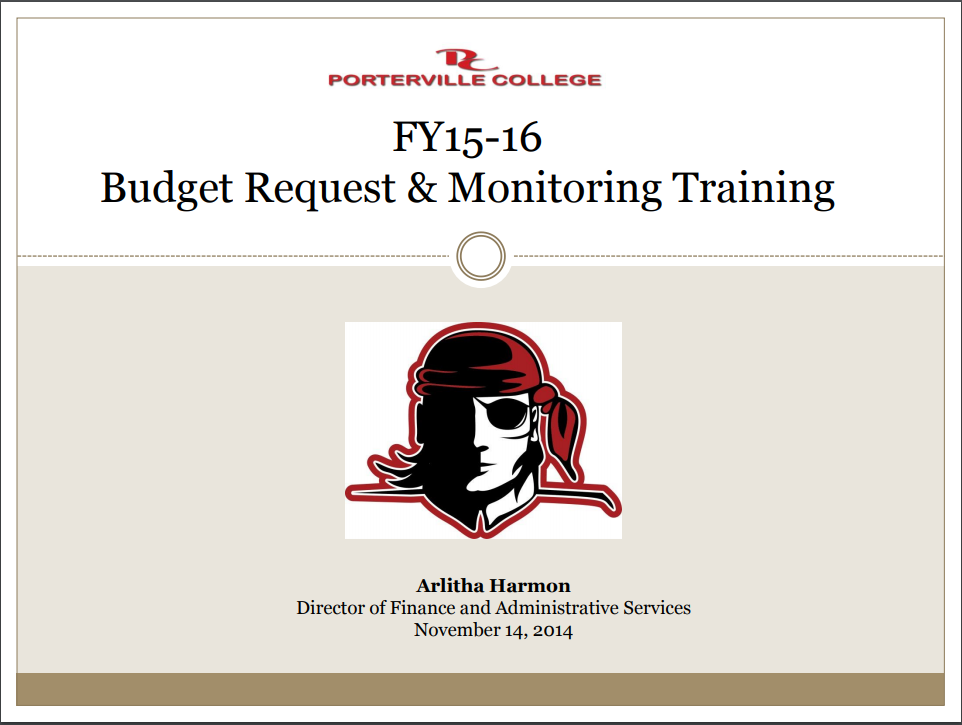 PC
PORTERVILLE COLLEGE
FY15-16
Budget Request & Monitoring Training
Arlitha Harmon
Director of Finance and Administrative Services
November 14, 2014